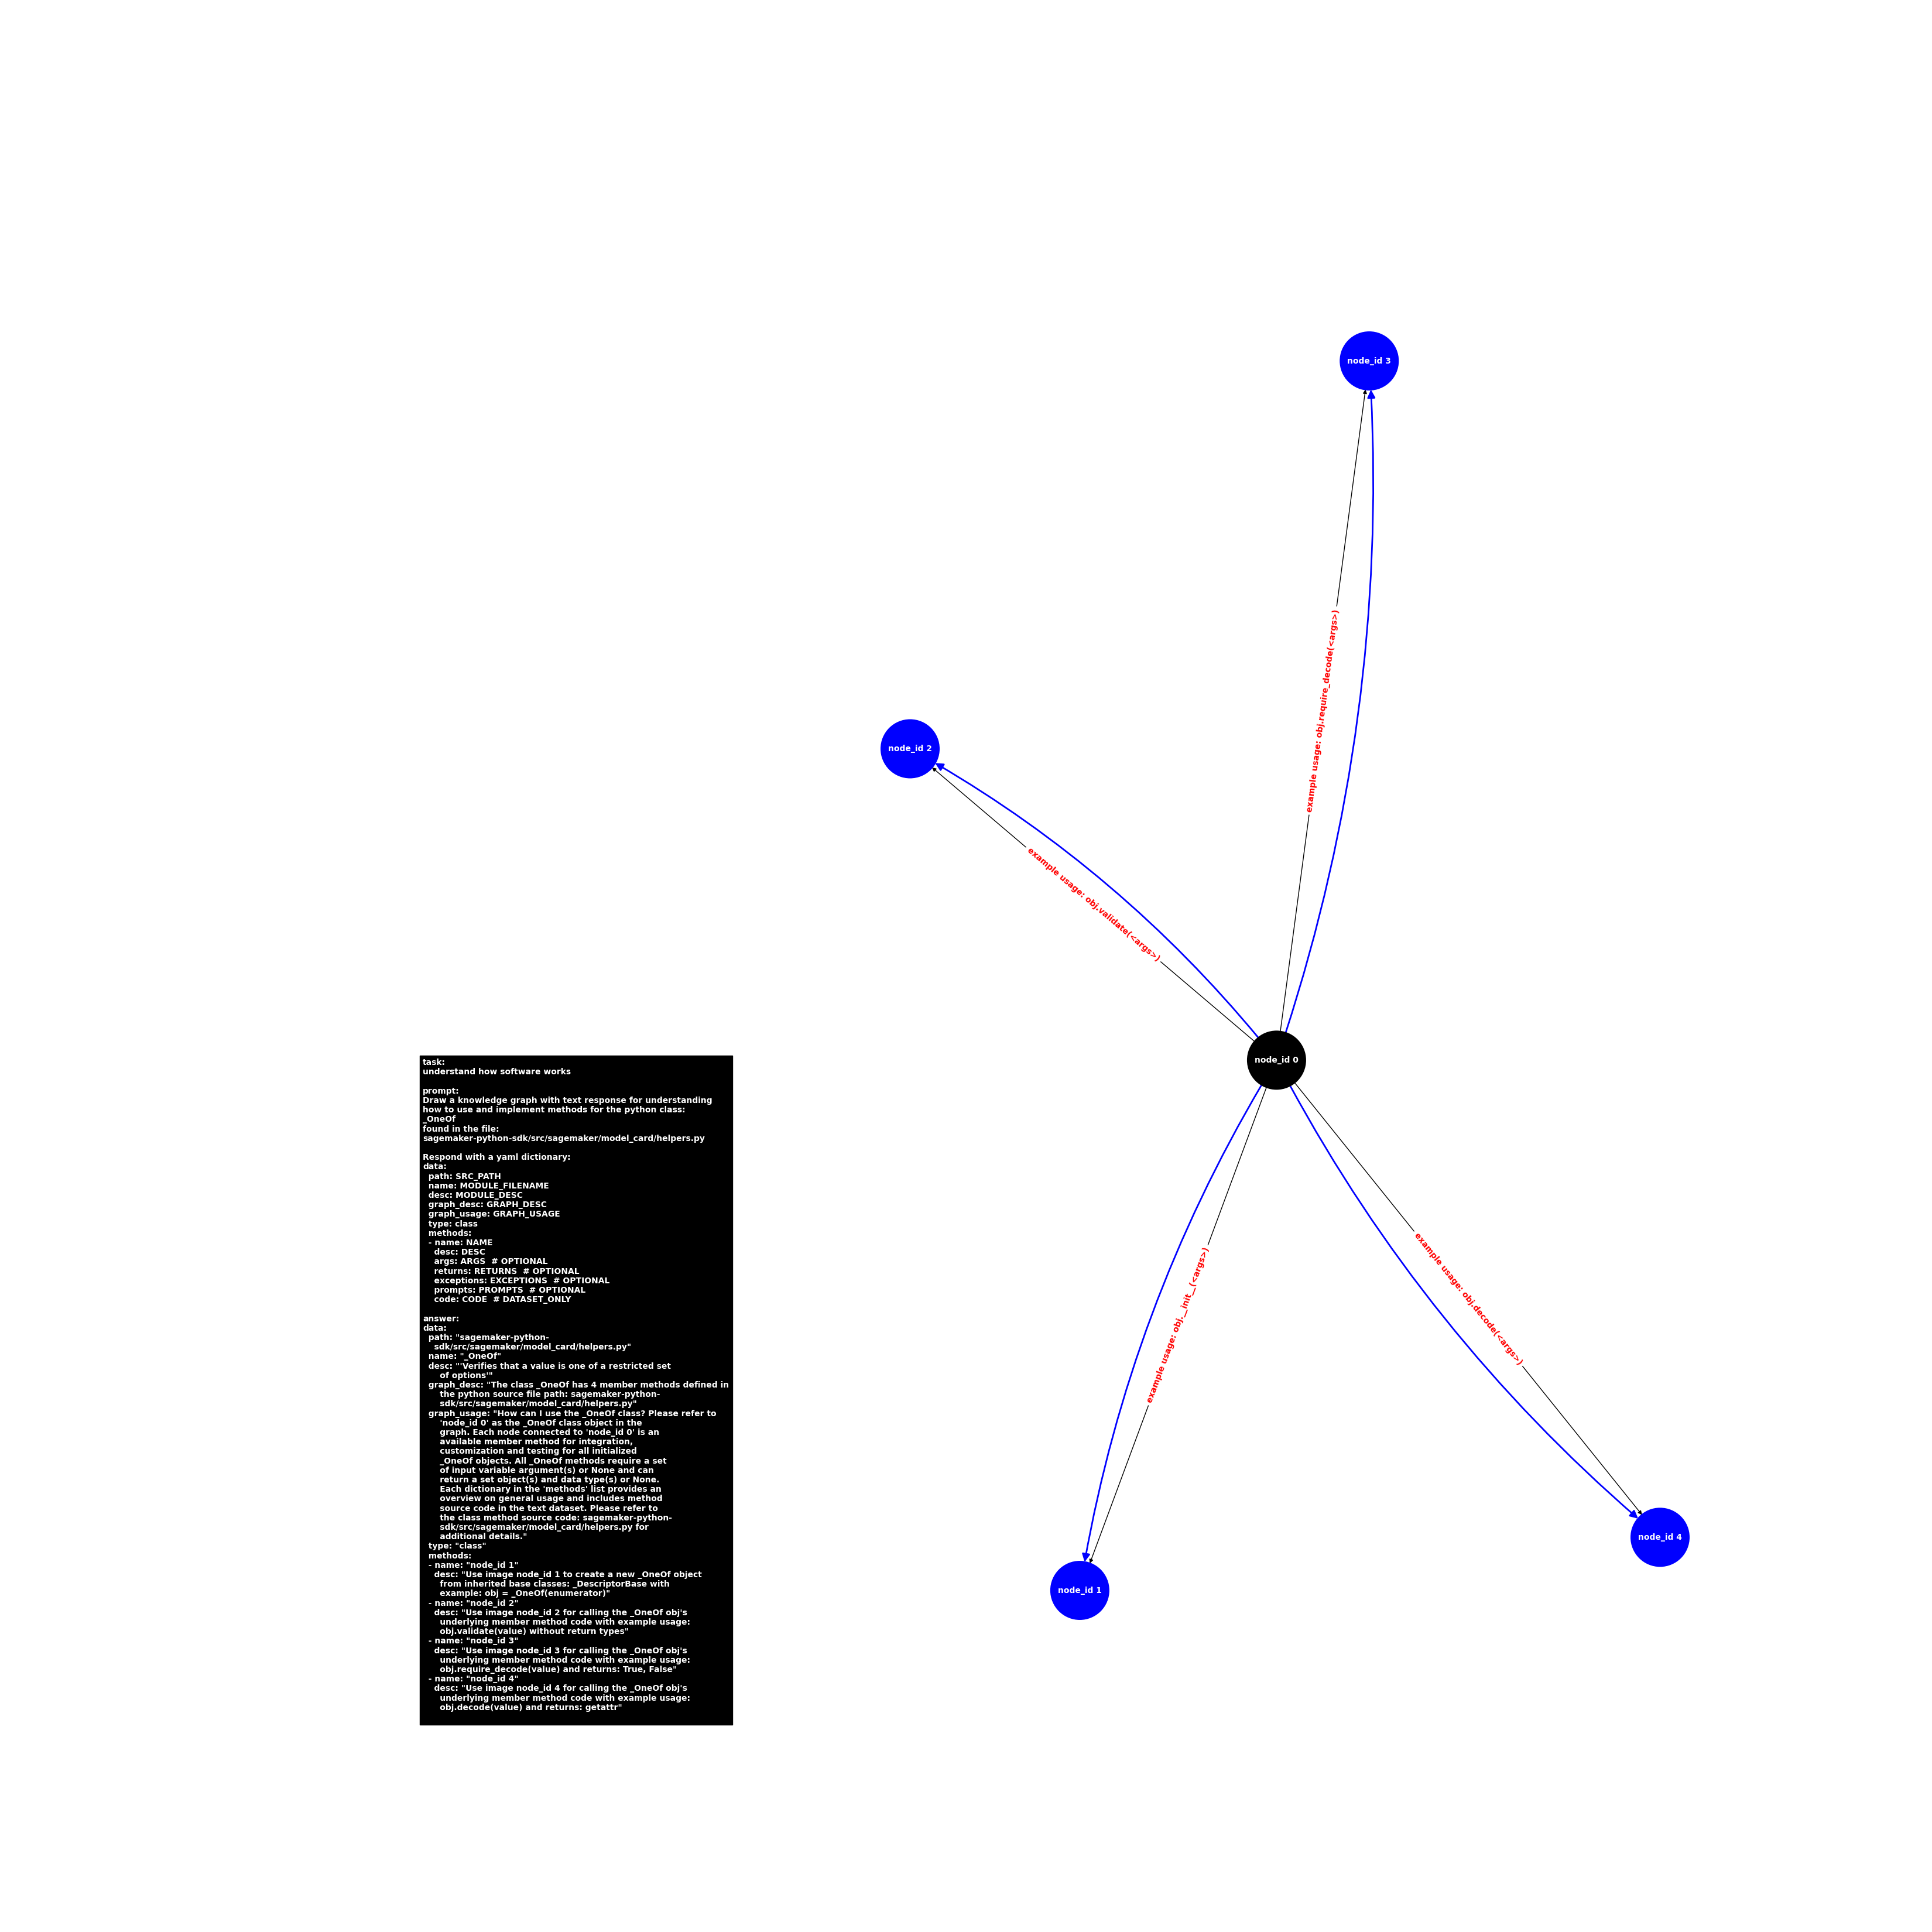 node_id 3
example usage: obj.require_decode(<args>)
node_id 2
example usage: obj.validate(<args>)
node_id 0
task:
understand how software works

prompt:
Draw a knowledge graph with text response for understanding
how to use and implement methods for the python class:
_OneOf
found in the file:
sagemaker-python-sdk/src/sagemaker/model_card/helpers.py

Respond with a yaml dictionary:
data:
  path: SRC_PATH
  name: MODULE_FILENAME
  desc: MODULE_DESC
  graph_desc: GRAPH_DESC
  graph_usage: GRAPH_USAGE
  type: class
  methods:
  - name: NAME
    desc: DESC
    args: ARGS  # OPTIONAL
    returns: RETURNS  # OPTIONAL
    exceptions: EXCEPTIONS  # OPTIONAL
    prompts: PROMPTS  # OPTIONAL
    code: CODE  # DATASET_ONLY

answer:
data:
  path: "sagemaker-python-
    sdk/src/sagemaker/model_card/helpers.py"
  name: "_OneOf"
  desc: "'Verifies that a value is one of a restricted set
      of options'"
  graph_desc: "The class _OneOf has 4 member methods defined in
      the python source file path: sagemaker-python-
      sdk/src/sagemaker/model_card/helpers.py"
  graph_usage: "How can I use the _OneOf class? Please refer to
      'node_id 0' as the _OneOf class object in the
      graph. Each node connected to 'node_id 0' is an
      available member method for integration,
      customization and testing for all initialized
      _OneOf objects. All _OneOf methods require a set
      of input variable argument(s) or None and can
      return a set object(s) and data type(s) or None.
      Each dictionary in the 'methods' list provides an
      overview on general usage and includes method
      source code in the text dataset. Please refer to
      the class method source code: sagemaker-python-
      sdk/src/sagemaker/model_card/helpers.py for
      additional details."
  type: "class"
  methods:
  - name: "node_id 1"
    desc: "Use image node_id 1 to create a new _OneOf object
      from inherited base classes: _DescriptorBase with
      example: obj = _OneOf(enumerator)"
  - name: "node_id 2"
    desc: "Use image node_id 2 for calling the _OneOf obj's
      underlying member method code with example usage:
      obj.validate(value) without return types"
  - name: "node_id 3"
    desc: "Use image node_id 3 for calling the _OneOf obj's
      underlying member method code with example usage:
      obj.require_decode(value) and returns: True, False"
  - name: "node_id 4"
    desc: "Use image node_id 4 for calling the _OneOf obj's
      underlying member method code with example usage:
      obj.decode(value) and returns: getattr"
example usage: obj.__init__(<args>)
example usage: obj.decode(<args>)
node_id 4
node_id 1